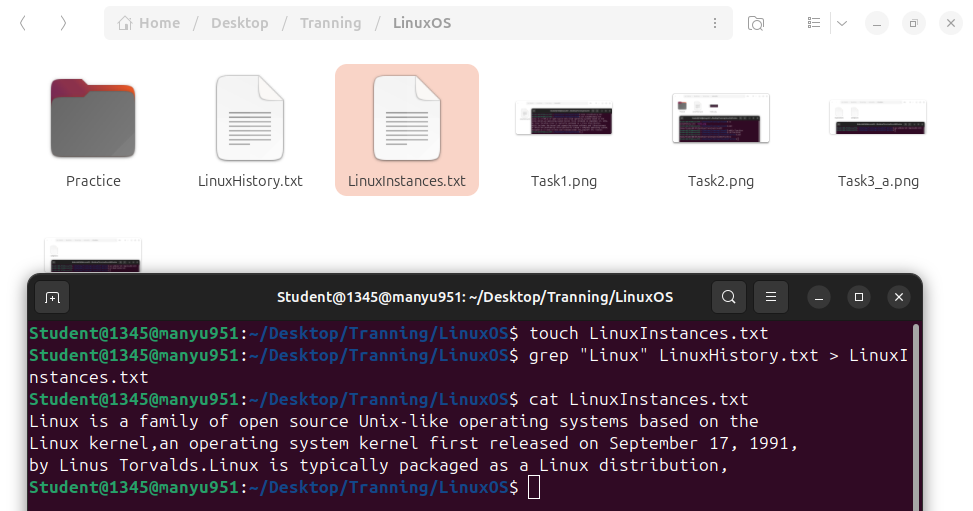 Home / Desktop / Tranning / LinuxOS
Practice
LinuxHistory.txt
LinuxInstances.txt
Task1.png
Task2.png
Task3_a.png
Student@1345@manyu951: ~/Desktop/Tranning/LinuxOS
Student@1345@manyu951:~/Desktop/Tranning/LinuxOS$ touch LinuxInstances.txt
Student@1345@manyu951:~/Desktop/Tranning/LinuxOS$ grep "Linux" LinuxHistory.txt > LinuxI
nstances.txt
Student@1345@manyu951:~/Desktop/Tranning/LinuxOS$ cat LinuxInstances.txt
Linux is a family of open source Unix-like operating systems based on the
Linux kernel,an operating system kernel first released on September 17, 1991,
by Linus Torvalds.Linux is typically packaged as a Linux distribution,
Student@1345@manyu951:~/Desktop/Tranning/LinuxOS$